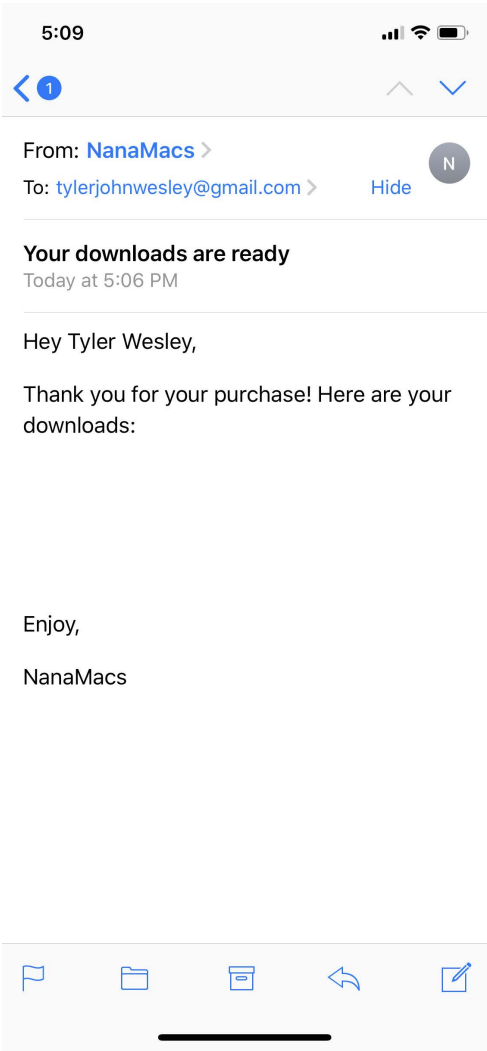 5:09
1
From: NanaMacs
N
To: tylerjohnwesley@gmail.com Hide
Your downloads are ready
Today at 5:06 PM
Hey Tyler Wesley,
Thank you for your purchase! Here are your
downloads:
Enjoy,
NanaMacs